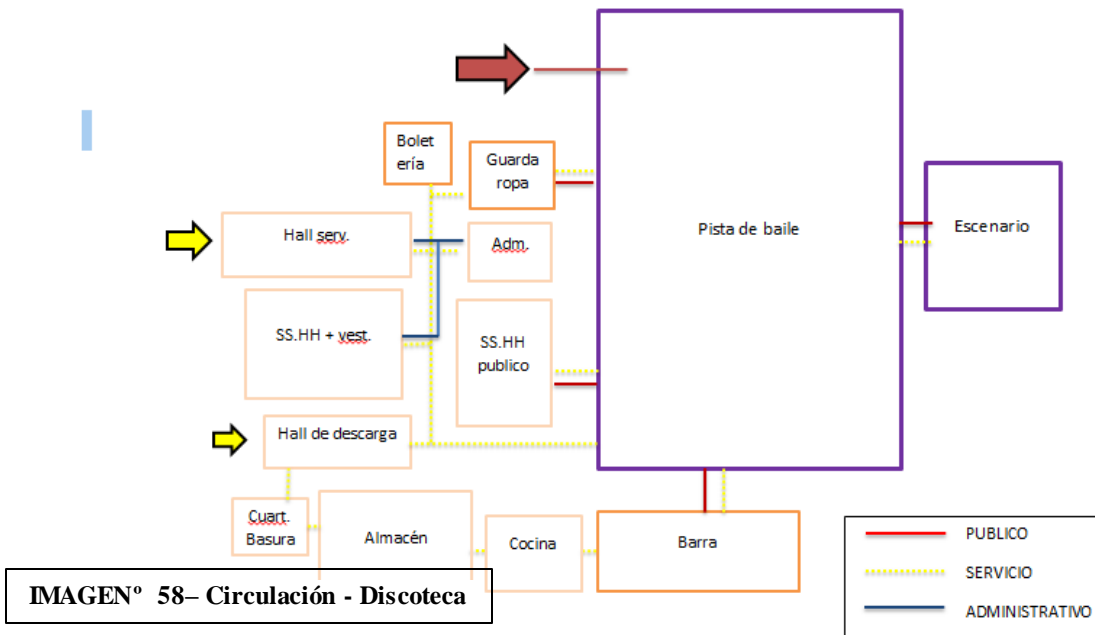 Bolet
ería
Guarda
ropa
Hall serv.
Adm.
Pista de baile
Escenario
SS.HH + vest.
SS.HH
publico
Hall de descarga
Cuart.
Basura
Almacén
Cocina
Barra
PUBLICO
SERVICIO
ADMINISTRATIVO
IMAGENº 58– Circulación - Discoteca